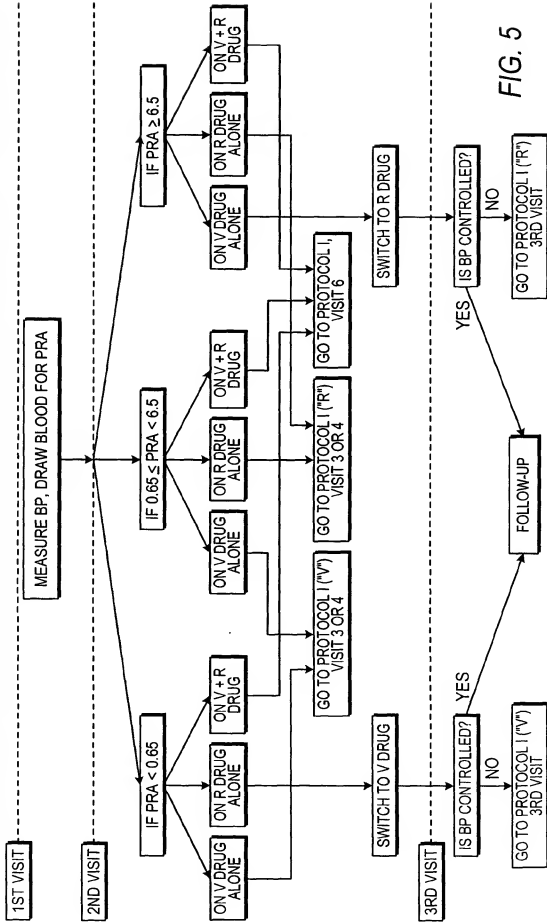 1ST VISIT
MEASURE BP, DRAW BLOOD FOR PRA
2ND VISIT
IF PRA < 0.65
IF 0.65 ≤ PRA < 6.5
IF PRA ≥ 6.5
ON V DRUG
ALONE
ON R DRUG
ALONE
ON V + R
DRUG
ON V DRUG
ALONE
ON R DRUG
ALONE
ON V + R
DRUG
ON V DRUG
ALONE
ON R DRUG
ALONE
ON V + R
DRUG
GO TO PROTOCOL I ("V")
VISIT 3 OR 4
GO TO PROTOCOL I ("R")
VISIT 3 OR 4
GO TO PROTOCOL I,
VISIT 6
SWITCH TO V DRUG
SWITCH TO R DRUG
3RD VISIT
IS BP CONTROLLED?
IS BP CONTROLLED?
YES
YES
NO
NO
FOLLOW-UP
GO TO PROTOCOL I ("V")
3RD VISIT
GO TO PROTOCOL I ("R")
3RD VISIT
FIG. 5